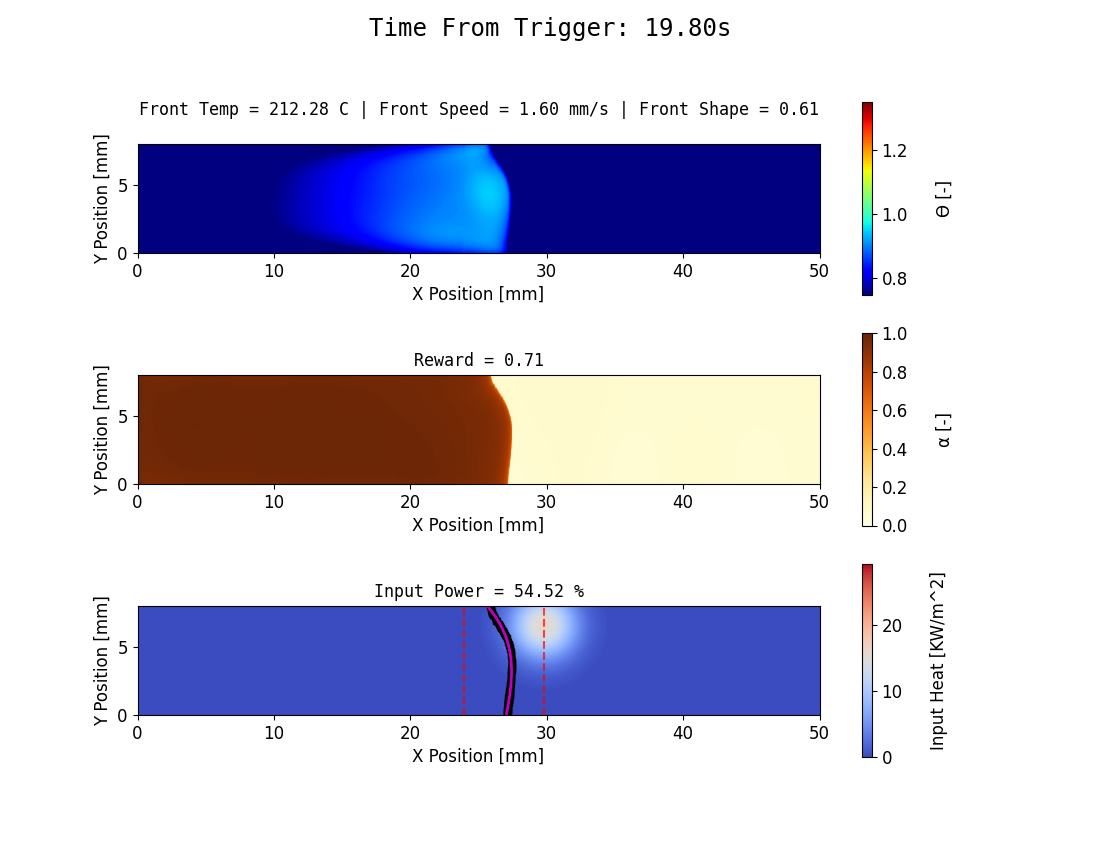 Time From Trigger: 19.80s
Front Temp = 212.28 C | Front Speed = 1.60 mm/s | Front Shape = 0.61
Y Position [mm]
5
0
0 10 20 30 40 50
X Position [mm]
1.2
1.0
0.8
Θ [-]
Reward = 0.71
Y Position [mm]
5
0
0 10 20 30 40 50
X Position [mm]
1.0
0.8
0.6
0.4
0.2
0.0
α [-]
Input Power = 54.52 %
Y Position [mm]
5
0
0 10 20 30 40 50
X Position [mm]
20
10
0
Input Heat [KW/m^2]